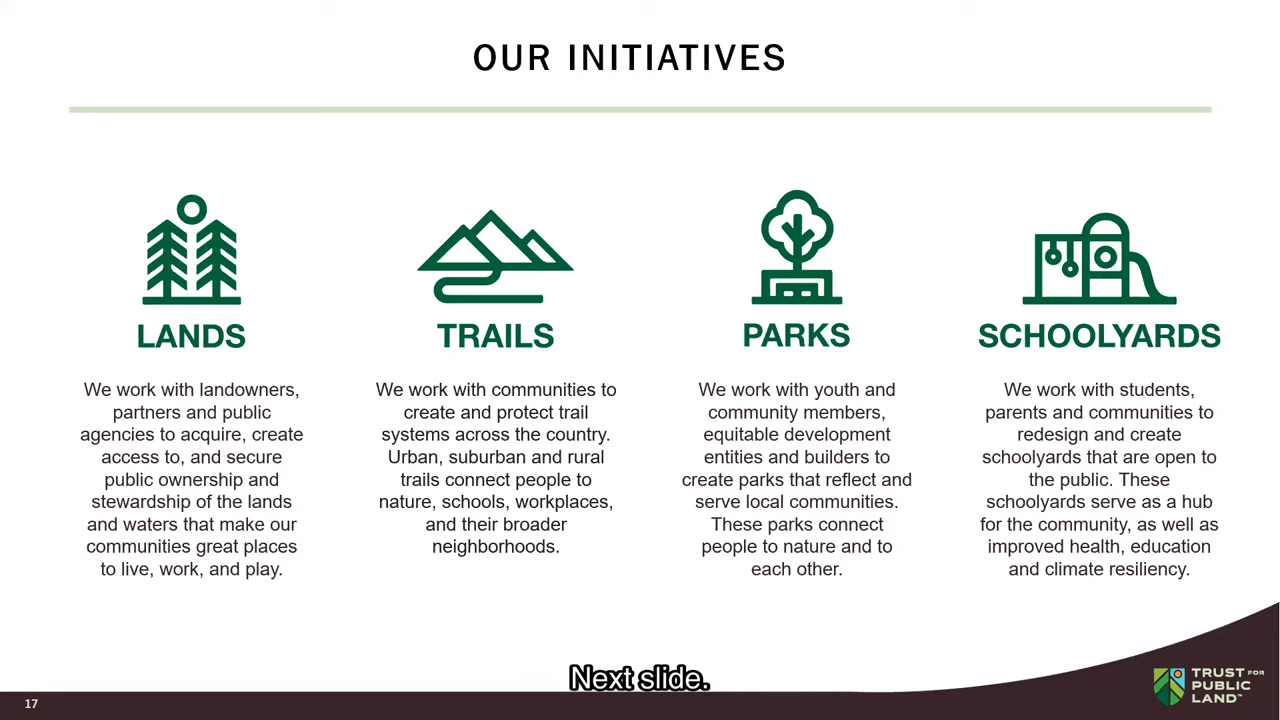 OUR INITIATIVES
LANDS
We work with landowners,
partners and public
agencies to acquire, create
access to, and secure
public ownership and
stewardship of the lands
and waters that make our
communities great places
to live, work, and play.
TRAILS
We work with communities to
create and protect trail
systems across the country.
Urban, suburban and rural
trails connect people to
nature, schools, workplaces,
and their broader
neighborhoods.
PARKS
We work with youth and
community members,
equitable development
entities and builders to
create parks that reflect and
serve local communities.
These parks connect
people to nature and to
each other.
SCHOOLYARDS
We work with students,
parents and communities to
redesign and create
schoolyards that are open to
the public. These
schoolyards serve as a hub
for the community, as well as
improved health, education
and climate resiliency.
Next slide.
17
TRUST FOR
PUBLIC
LAND™